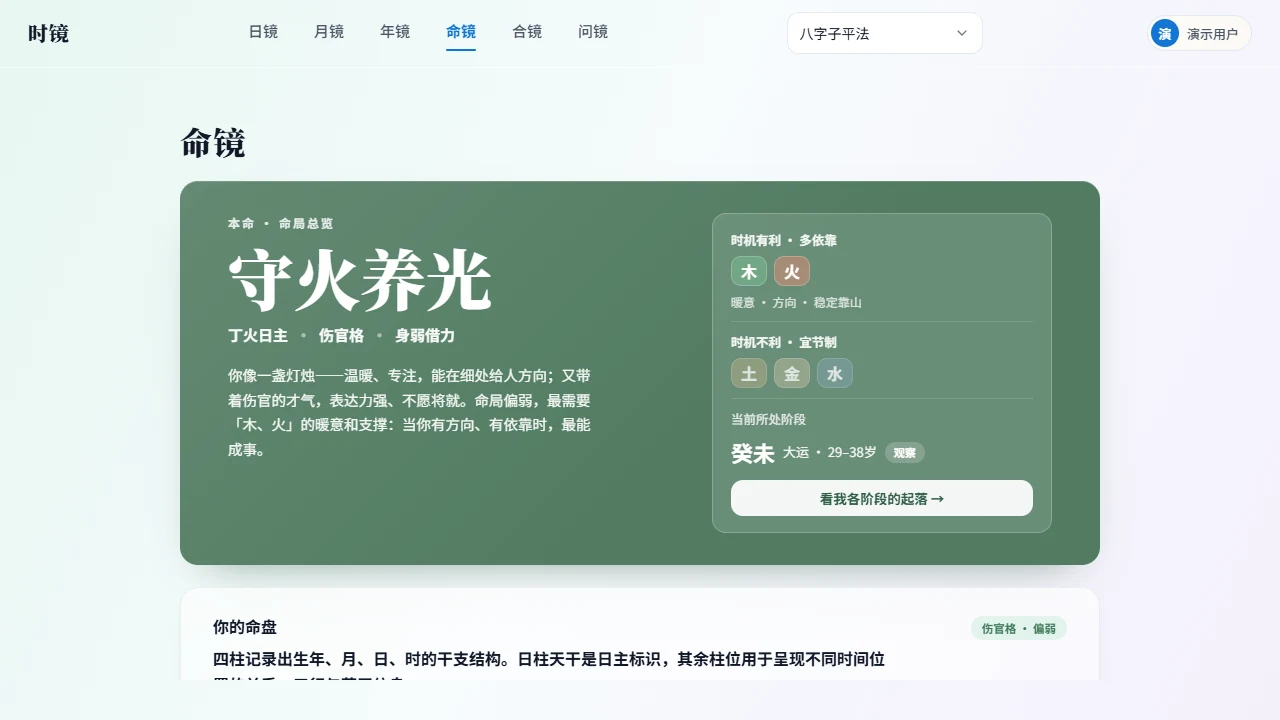 时镜
日镜
月镜
年镜
命镜
合镜
问镜
八字子平法
演
演示用户
命镜
本命 · 命局总览
守火养光
丁火日主 · 伤官格 · 身弱借力
你像一盏灯烛——温暖、专注，能在细处给人方向；又带
着伤官的才气，表达力强、不愿将就。命局偏弱，最需要
「木、火」的暖意和支撑：当你有方向、有依靠时，最能
成事。
时机有利 · 多依靠
木 火
暖意 · 方向 · 稳定靠山
时机不利 · 宜节制
土 金 水
当前所处阶段
癸未 大运 · 29–38岁 观察
看我各阶段的起落 →
你的命盘
伤官格 · 偏弱
四柱记录出生年、月、日、时的干支结构。日柱天干是日主标识，其余柱位用于呈现不同时间位